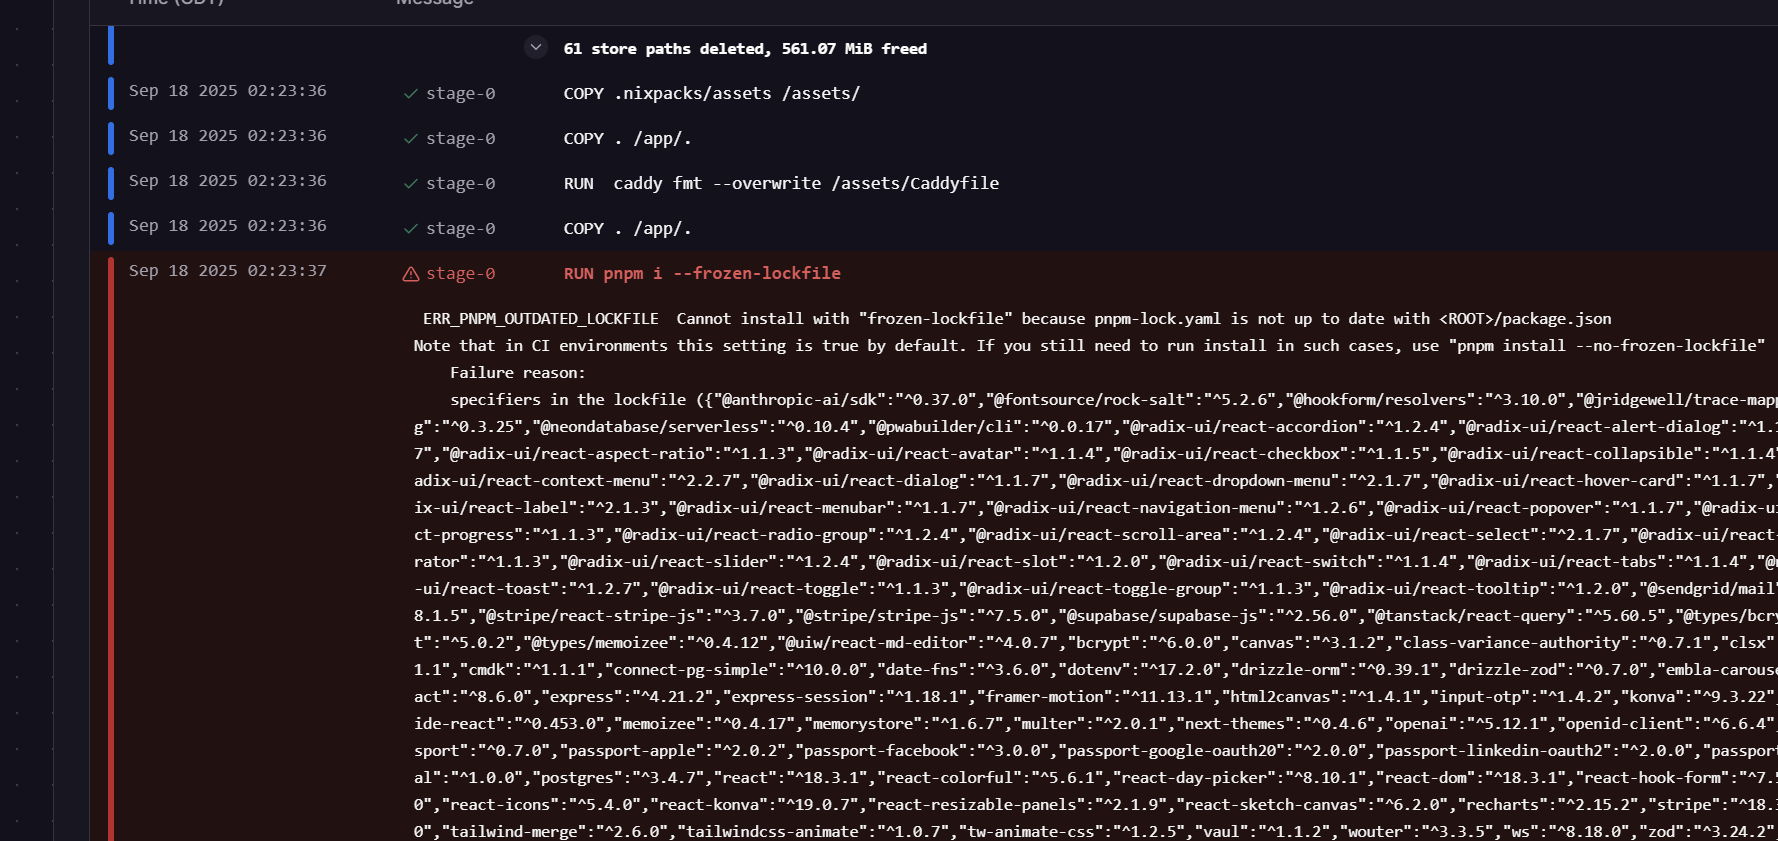 Time (CDT) Message
61 store paths deleted, 561.07 MiB freed
Sep 18 2025 02:23:36 stage-0 COPY .nixpacks/assets /assets/
Sep 18 2025 02:23:36 stage-0 COPY . /app/.
Sep 18 2025 02:23:36 stage-0 RUN  caddy fmt --overwrite /assets/Caddyfile
Sep 18 2025 02:23:36 stage-0 COPY . /app/.
Sep 18 2025 02:23:37 stage-0 RUN pnpm i --frozen-lockfile
ERR_PNPM_OUTDATED_LOCKFILE  Cannot install with "frozen-lockfile" because pnpm-lock.yaml is not up to date with <ROOT>/package.json
Note that in CI environments this setting is true by default. If you still need to run install in such cases, use "pnpm install --no-frozen-lockfile"
Failure reason:
specifiers in the lockfile ({"@anthropic-ai/sdk":"^0.37.0","@fontsource/rock-salt":"^5.2.6","@hookform/resolvers":"^3.10.0","@jridgewell/trace-mapp
g":"^0.3.25","@neondatabase/serverless":"^0.10.4","@pwabuilder/cli":"^0.0.17","@radix-ui/react-accordion":"^1.2.4","@radix-ui/react-alert-dialog":"^1.1
7","@radix-ui/react-aspect-ratio":"^1.1.3","@radix-ui/react-avatar":"^1.1.4","@radix-ui/react-checkbox":"^1.1.5","@radix-ui/react-collapsible":"^1.1.4"
adix-ui/react-context-menu":"^2.2.7","@radix-ui/react-dialog":"^1.1.7","@radix-ui/react-dropdown-menu":"^2.1.7","@radix-ui/react-hover-card":"^1.1.7","
ix-ui/react-label":"^2.1.3","@radix-ui/react-menubar":"^1.1.7","@radix-ui/react-navigation-menu":"^1.2.6","@radix-ui/react-popover":"^1.1.7","@radix-u
ct-progress":"^1.1.3","@radix-ui/react-radio-group":"^1.2.4","@radix-ui/react-scroll-area":"^1.2.4","@radix-ui/react-select":"^2.1.7","@radix-ui/react-
rator":"^1.1.3","@radix-ui/react-slider":"^1.2.4","@radix-ui/react-slot":"^1.2.0","@radix-ui/react-switch":"^1.1.4","@radix-ui/react-tabs":"^1.1.4","@r
-ui/react-toast":"^1.2.7","@radix-ui/react-toggle":"^1.1.3","@radix-ui/react-toggle-group":"^1.1.3","@radix-ui/react-tooltip":"^1.2.0","@sendgrid/mail"
8.1.5","@stripe/react-stripe-js":"^3.7.0","@stripe/stripe-js":"^7.5.0","@supabase/supabase-js":"^2.56.0","@tanstack/react-query":"^5.60.5","@types/bcry
t":"^5.0.2","@types/memoizee":"^0.4.12","@uiw/react-md-editor":"^4.0.7","bcrypt":"^6.0.0","canvas":"^3.1.2","class-variance-authority":"^0.7.1","clsx"
1.1","cmdk":"^1.1.1","connect-pg-simple":"^10.0.0","date-fns":"^3.6.0","dotenv":"^17.2.0","drizzle-orm":"^0.39.1","drizzle-zod":"^0.7.0","embla-carouse
act":"^8.6.0","express":"^4.21.2","express-session":"^1.18.1","framer-motion":"^11.13.1","html2canvas":"^1.4.1","input-otp":"^1.4.2","konva":"^9.3.22",
ide-react":"^0.453.0","memoizee":"^0.4.17","memorystore":"^1.6.7","multer":"^2.0.1","next-themes":"^0.4.6","openai":"^5.12.1","openid-client":"^6.6.4",
sport":"^0.7.0","passport-apple":"^2.0.2","passport-facebook":"^3.0.0","passport-google-oauth20":"^2.0.0","passport-linkedin-oauth2":"^2.0.0","passpor
al":"^1.0.0","postgres":"^3.4.7","react":"^18.3.1","react-colorful":"^5.6.1","react-day-picker":"^8.10.1","react-dom":"^18.3.1","react-hook-form":"^7.5
0","react-icons":"^5.4.0","react-konva":"^19.0.7","react-resizable-panels":"^2.1.9","react-sketch-canvas":"^6.2.0","recharts":"^2.15.2","stripe":"^18.3
0","tailwind-merge":"^2.6.0","tailwindcss-animate":"^1.0.7","tw-animate-css":"^1.2.5","vaul":"^1.1.2","wouter":"^3.3.5","ws":"^8.18.0","zod":"^3.24.2"